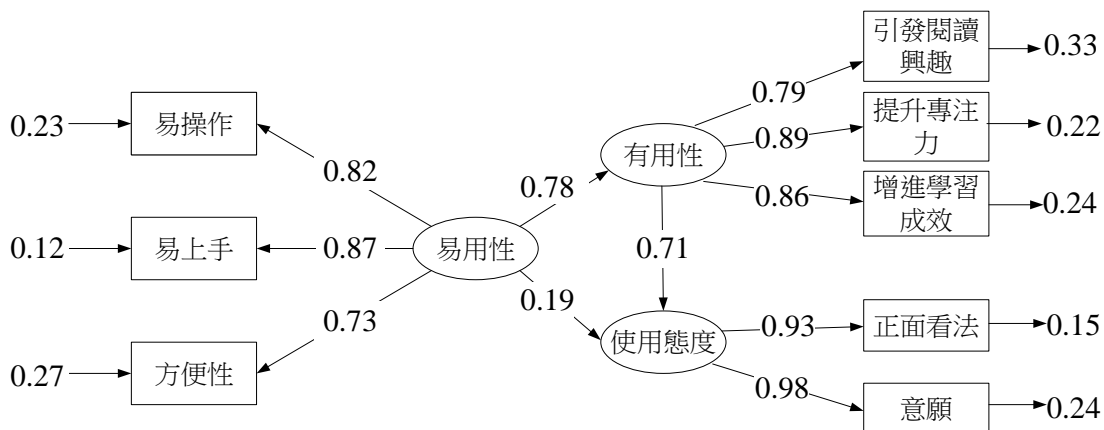 0.23
易操作
0.82
0.12
易上手
0.87
0.27
方便性
0.73
易用性
0.78
0.19
有用性
0.71
使用態度
0.79
引發閱讀
興趣
0.33
0.89
提升專注
力
0.22
0.86
增進學習
成效
0.24
0.93
正面看法
0.15
0.98
意願
0.24